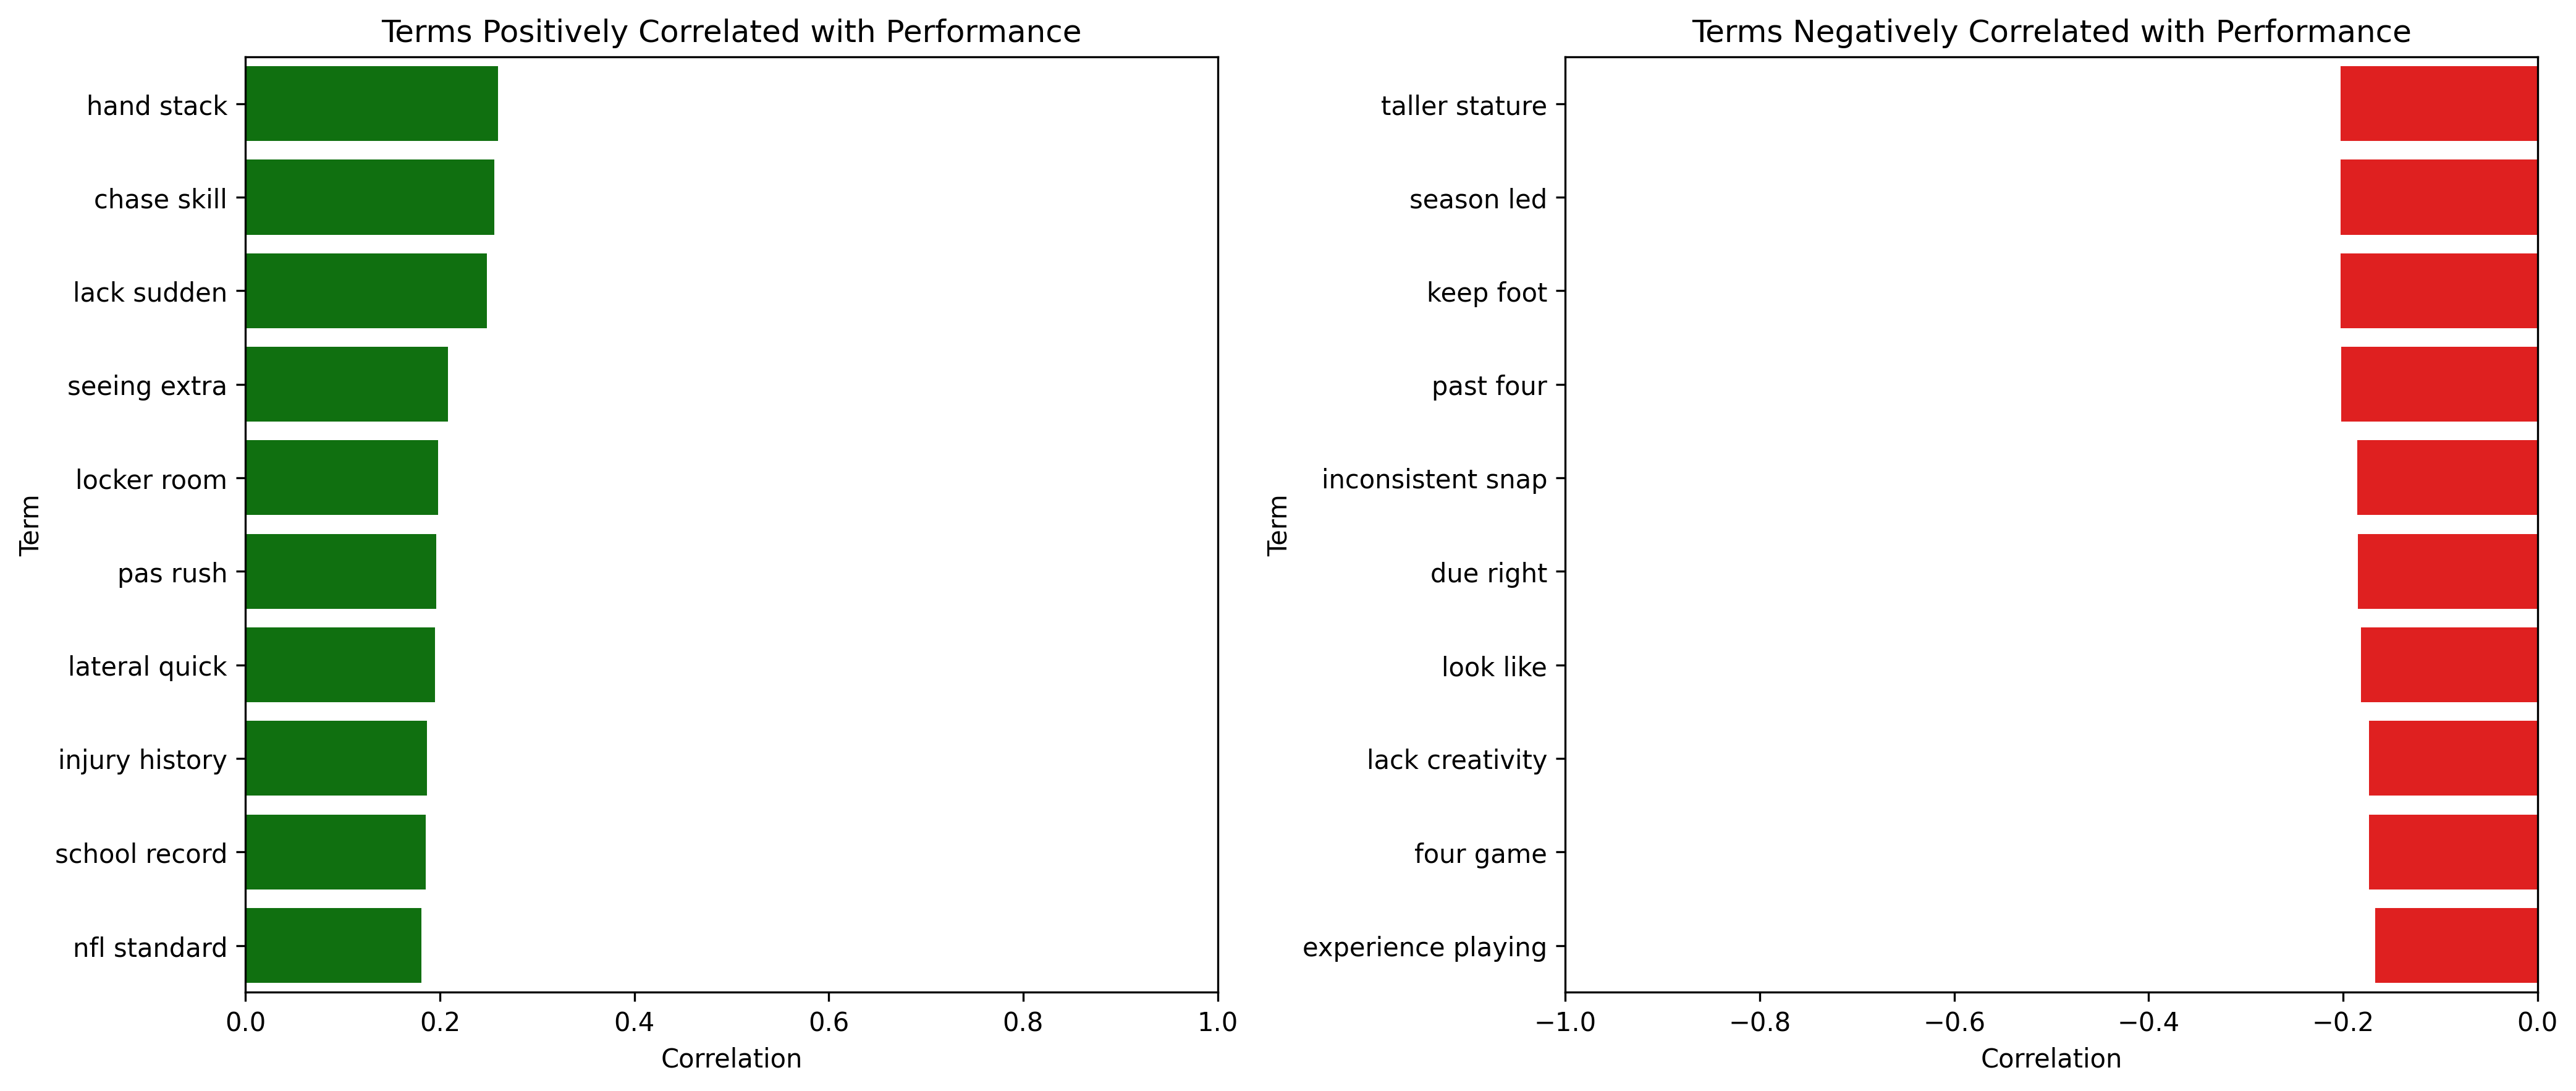 Terms Positively Correlated with Performance
Term
hand stack
chase skill
lack sudden
seeing extra
locker room
pas rush
lateral quick
injury history
school record
nfl standard
0.0 0.2 0.4 0.6 0.8 1.0
Correlation
Terms Negatively Correlated with Performance
Term
taller stature
season led
keep foot
past four
inconsistent snap
due right
look like
lack creativity
four game
experience playing
−1.0 −0.8 −0.6 −0.4 −0.2 0.0
Correlation